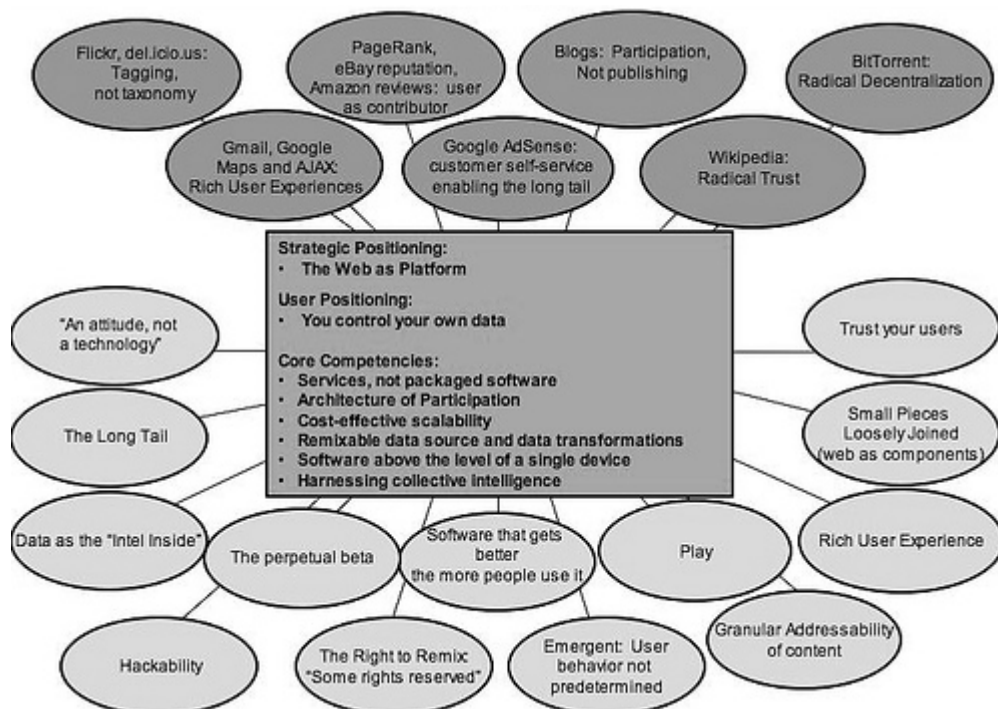 Flickr, del.icio.us:
Tagging,
not taxonomy
PageRank,
eBay reputation,
Amazon reviews: user
as contributor
Blogs: Participation,
Not publishing
BitTorrent:
Radical Decentralization
Gmail, Google
Maps and AJAX:
Rich User Experiences
Google AdSense:
customer self-service
enabling the long tail
Wikipedia:
Radical Trust
Strategic Positioning:
• The Web as Platform
User Positioning:
• You control your own data
Core Competencies:
• Services, not packaged software
• Architecture of Participation
• Cost-effective scalability
• Remixable data source and data transformations
• Software above the level of a single device
• Harnessing collective intelligence
“An attitude, not
a technology”
Trust your users
The Long Tail
Small Pieces
Loosely Joined
(web as components)
Data as the “Intel Inside”
The perpetual beta
Software that gets
better
the more people use it
Play
Rich User Experience
Hackability
The Right to Remix:
“Some rights reserved”
Emergent: User
behavior not
predetermined
Granular Addressability
of content